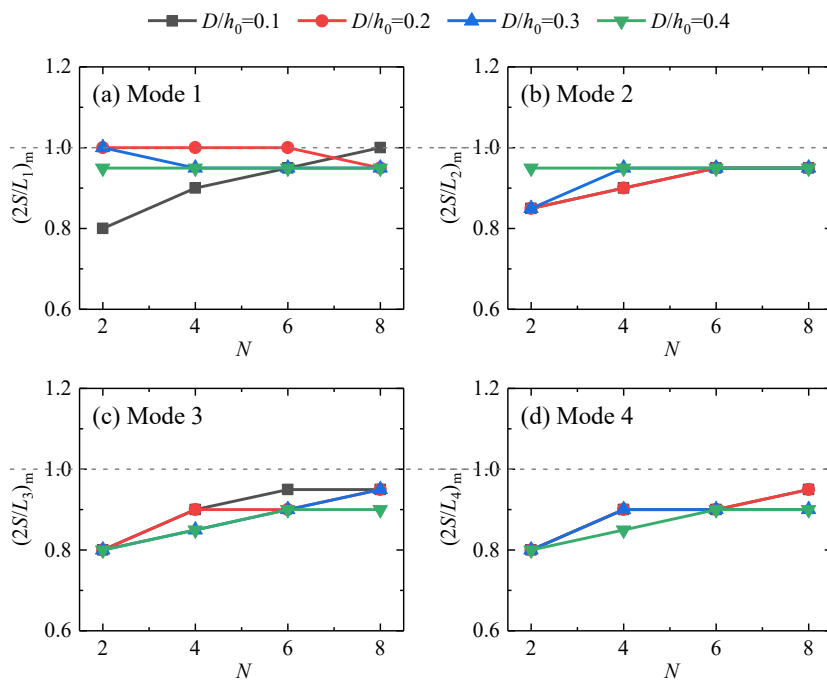 D/h₀=0.1 D/h₀=0.2 D/h₀=0.3 D/h₀=0.4
(a) Mode 1
(2S/L₁)ₘ
1.2
1.0
0.8
0.6
2 4 6 8
N
(b) Mode 2
(2S/L₂)ₘ
1.2
1.0
0.8
0.6
2 4 6 8
N
(c) Mode 3
(2S/L₃)ₘ
1.2
1.0
0.8
0.6
2 4 6 8
N
(d) Mode 4
(2S/L₄)ₘ
1.2
1.0
0.8
0.6
2 4 6 8
N